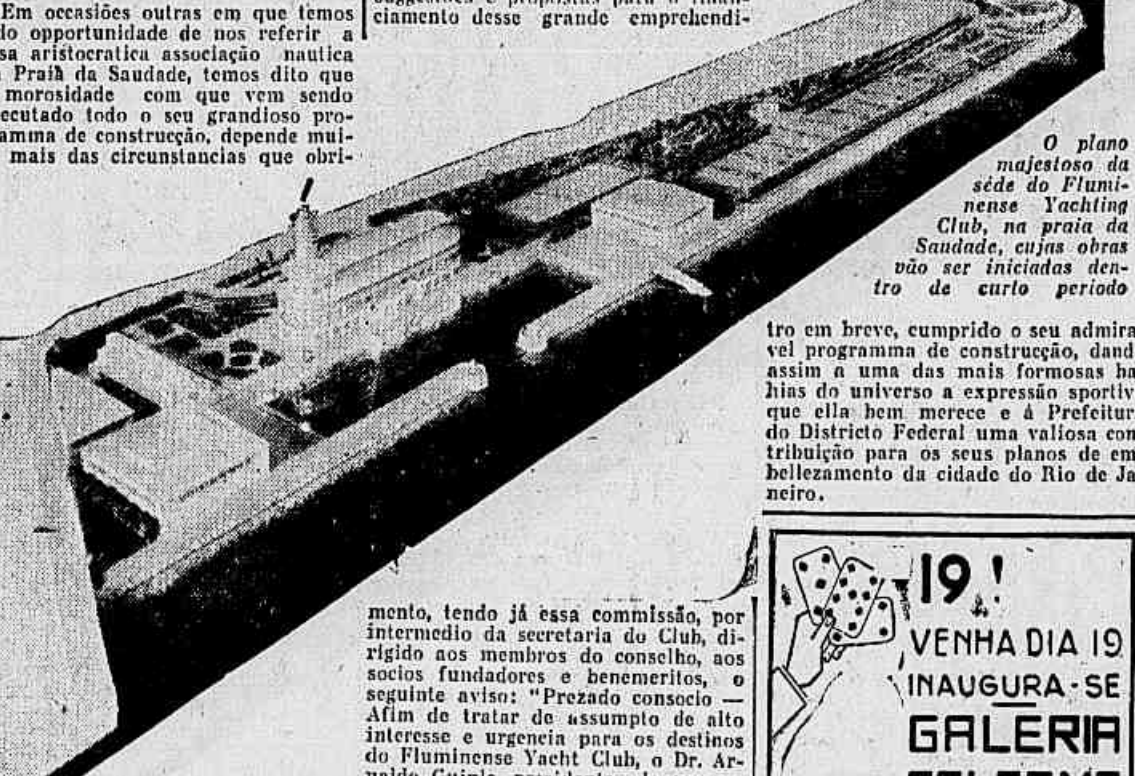 Em occasiões outras em que temos
opportunidade de nos referir a
aristocratica associação nautica
Praia da Saudade, temos dito que
morosidade com que vem sendo
todo o seu grandioso pro-
de construcção, depende mui-
mais das circunstancias que obri-
ciamento desse grande emprehendi-
mento, tendo já essa commissão, por
intermedio da secretaria do Club, di-
rigido aos membros do conselho, aos
socios fundadores e benemeritos, o
seguinte aviso: "Prezado consocio —
Afim de tratar de assumpto de alto
interesse e urgencia para os destinos
do Fluminense Yacht Club, o Dr. Ar-
O plano
majestoso da
séde do Flumi-
nense Yachting
Club, na praia da
Saudade, cujas obras
vão ser iniciadas den-
tro de curto periodo
tro em breve, cumprido o seu admira
vel programma de construcção, dand
assim a uma das mais formosas ba
hias do universo a expressão sportiv
que ella bem merece e á Prefeitur
do Districto Federal uma valiosa con
tribuição para os seus planos de em
bellezamento da cidade do Rio de Ja
neiro.
19!
VENHA DIA 19
INAUGURA-SE
GALERIA